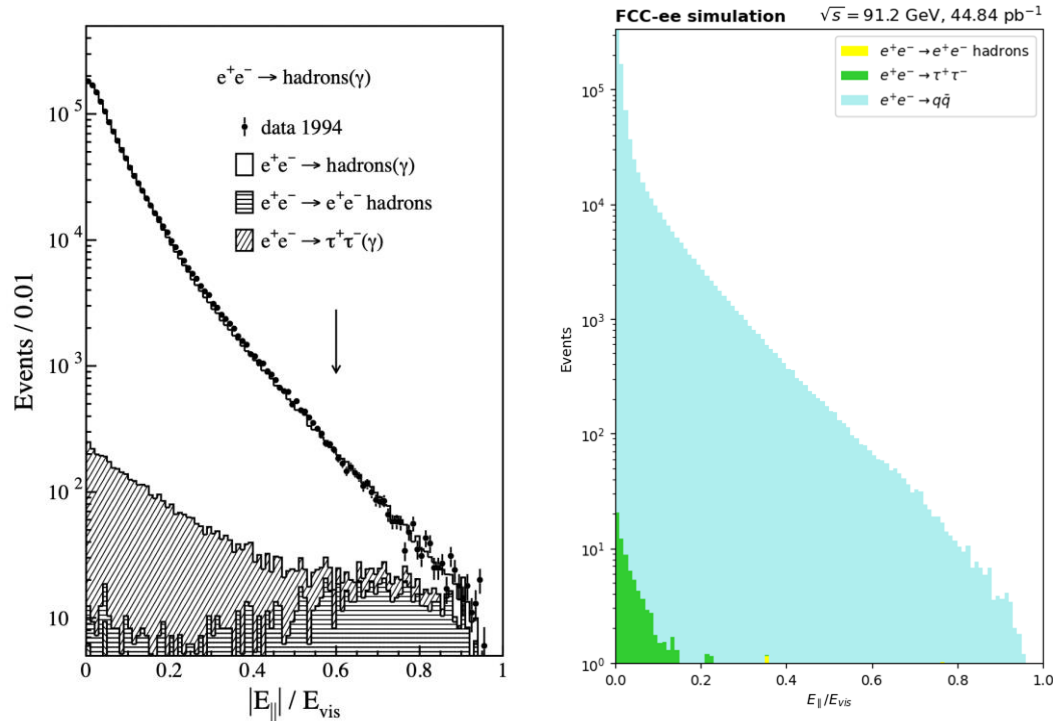 e⁺e⁻ → hadrons(γ)
data 1994
e⁺e⁻ → hadrons(γ)
e⁺e⁻ → e⁺e⁻ hadrons
e⁺e⁻ → τ⁺τ⁻(γ)
Events / 0.01
10⁵
10⁴
10³
10²
10
0
0.2
0.4
0.6
0.8
1
|E∥| / Evis
FCC-ee simulation
√s = 91.2 GeV, 44.84 pb⁻¹
e⁺e⁻ → e⁺e⁻ hadrons
e⁺e⁻ → τ⁺τ⁻
e⁺e⁻ → qq̄
Events
10⁵
10⁴
10³
10²
10¹
10⁰
0.0
0.2
0.4
0.6
0.8
1.0
E∥/Evis